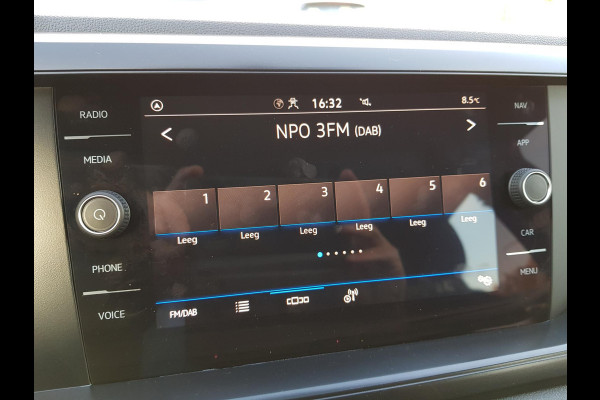 RADIO
MEDIA
PHONE
VOICE
16:32
8.5°C
NPO 3FM (DAB)
1 2 3 4 5 6
Leeg Leeg Leeg Leeg Leeg Leeg
FM/DAB
NAV
APP
CAR
MENU